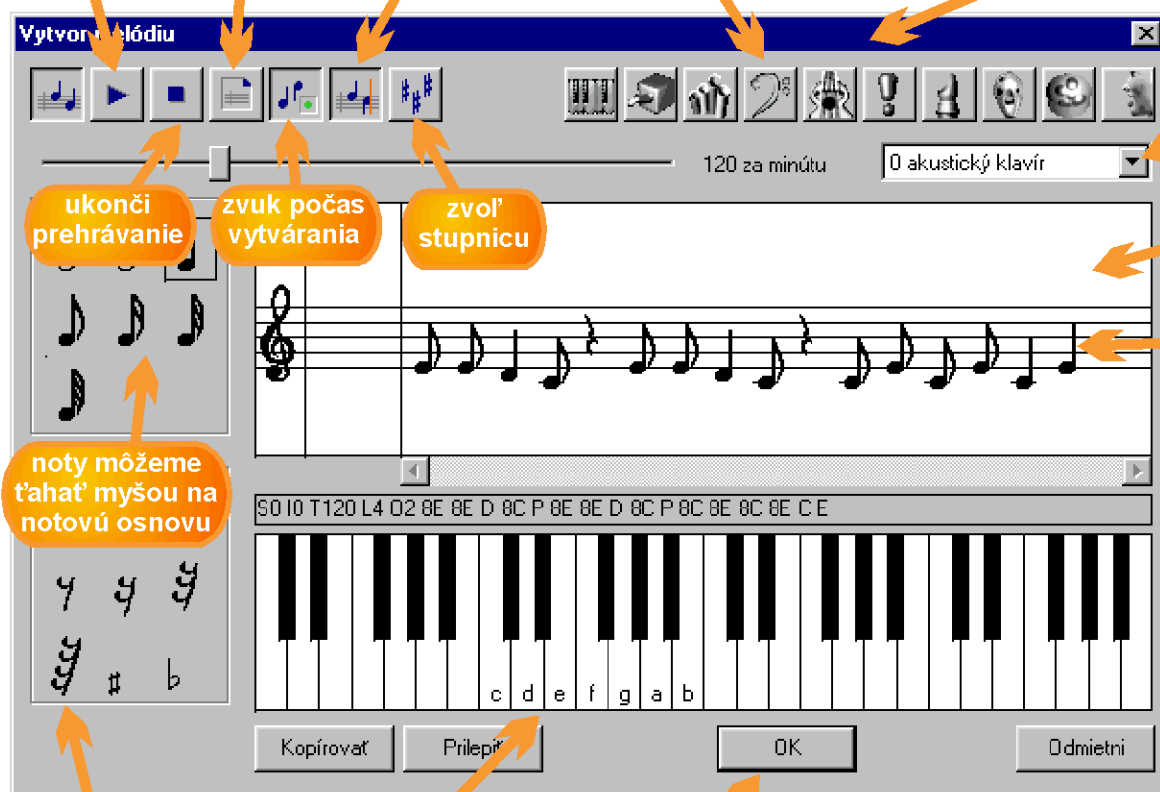 Vytvor melódiu
120 za minútu
0 akustický klavír
ukonči
prehrávanie
zvuk počas
vytvárania
zvoľ
stupnicu
noty môžeme
ťahať myšou na
notovú osnovu
S0 I0 T120 L4 O2 8E 8E D 8C P 8E 8E D 8C P 8C 8E 8C 8E C E
c d e f g a b
Kopírovať
Prilepiť
OK
Odmietni